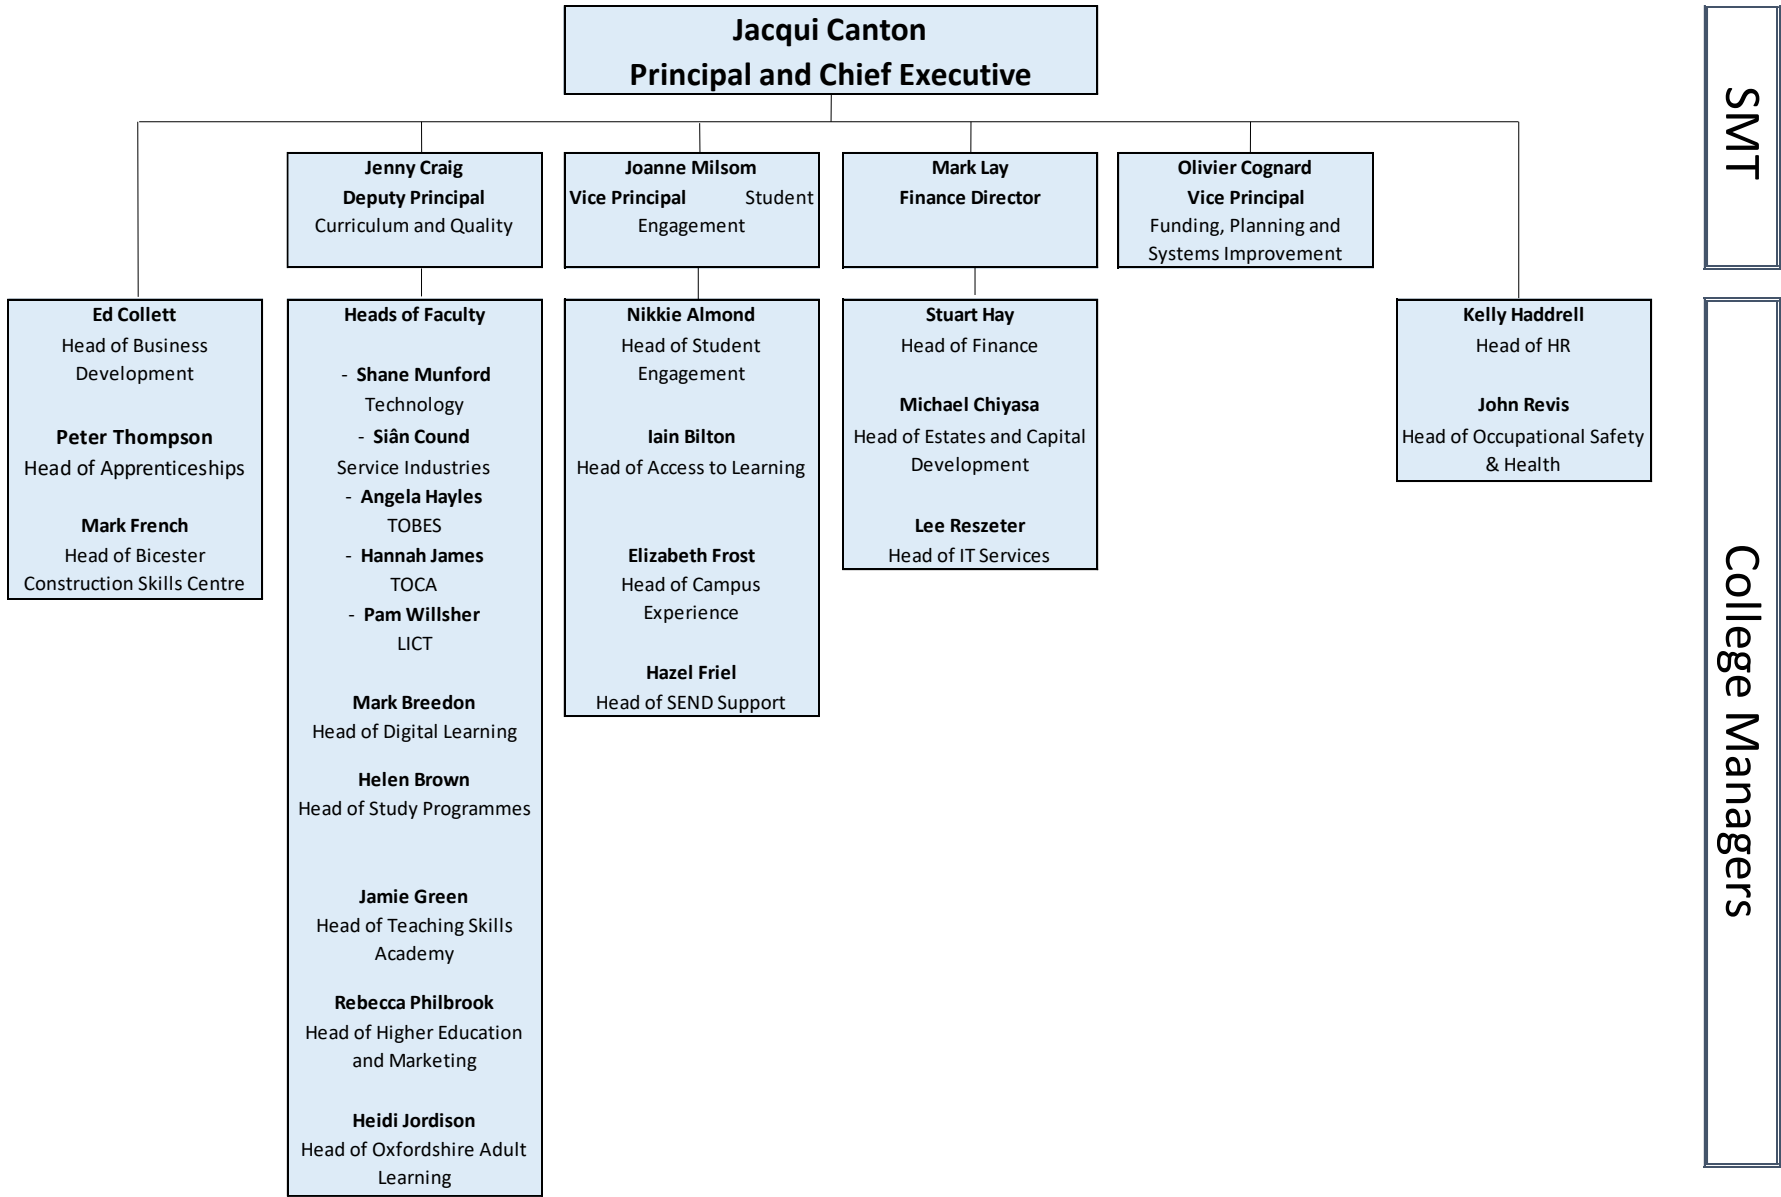 Jacqui Canton
Principal and Chief Executive
SMT
Jenny Craig
Deputy Principal
Curriculum and Quality
Joanne Milsom
Vice Principal Student
Engagement
Mark Lay
Finance Director
Olivier Cognard
Vice Principal
Funding, Planning and
Systems Improvement
Ed Collett
Head of Business
Development
Peter Thompson
Head of Apprenticeships
Mark French
Head of Bicester
Construction Skills Centre
Heads of Faculty
- Shane Munford
Technology
- Siân Cound
Service Industries
- Angela Hayles
TOBES
- Hannah James
TOCA
- Pam Willsher
LICT
Mark Breedon
Head of Digital Learning
Helen Brown
Head of Study Programmes
Jamie Green
Head of Teaching Skills
Academy
Rebecca Philbrook
Head of Higher Education
and Marketing
Heidi Jordison
Head of Oxfordshire Adult
Learning
Nikkie Almond
Head of Student
Engagement
Iain Bilton
Head of Access to Learning
Elizabeth Frost
Head of Campus
Experience
Hazel Friel
Head of SEND Support
Stuart Hay
Head of Finance
Michael Chiyasa
Head of Estates and Capital
Development
Lee Reszeter
Head of IT Services
Kelly Haddrell
Head of HR
John Revis
Head of Occupational Safety
& Health
College Managers